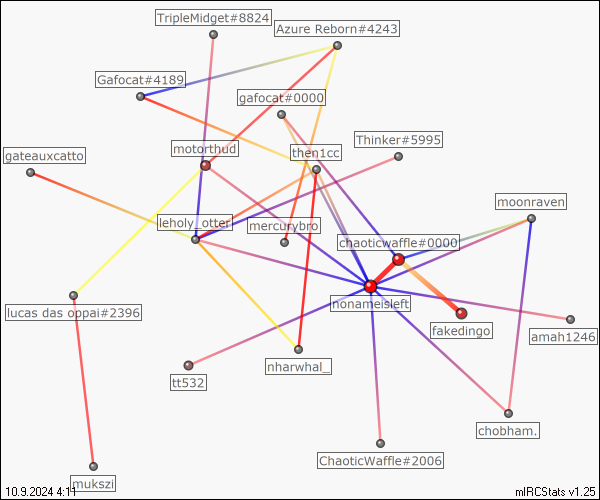 TripleMidget#8824
Azure Reborn#4243
Gafocat#4189
gafocat#0000
motorthud
then1cc
Thinker#5995
gateauxcatto
moonraven
leholy_otter
mercurybro
chaoticwaffle#0000
nonameisleft
lucas das oppai#2396
fakedingo
amah1246
nharwhal_
tt532
chobham.
ChaoticWaffle#2006
mukszi
10.9.2024 4:11
mIRCStats v1.25